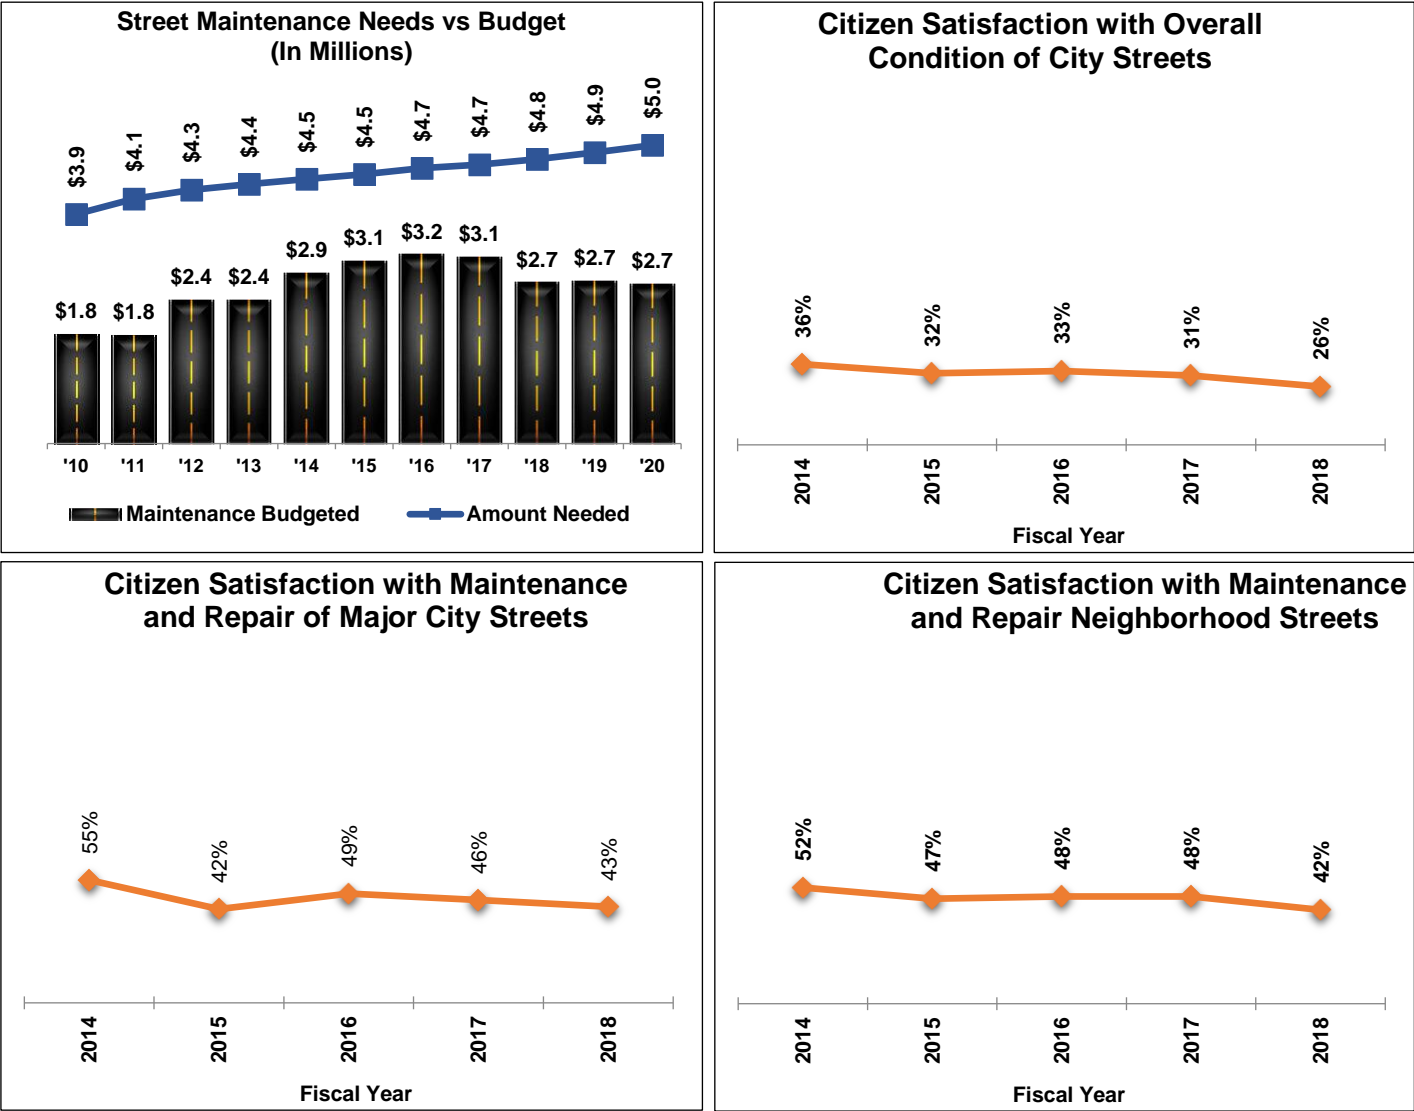 Street Maintenance Needs vs Budget
(In Millions)
$3.9 $4.1 $4.3 $4.4 $4.5 $4.5 $4.7 $4.7 $4.8 $4.9 $5.0
$1.8 $1.8 $2.4 $2.4 $2.9 $3.1 $3.2 $3.1 $2.7 $2.7 $2.7
'10 '11 '12 '13 '14 '15 '16 '17 '18 '19 '20
Maintenance Budgeted Amount Needed
Citizen Satisfaction with Overall
Condition of City Streets
36% 32% 33% 31% 26%
2014 2015 2016 2017 2018
Fiscal Year
Citizen Satisfaction with Maintenance
and Repair of Major City Streets
55% 42% 49% 46% 43%
2014 2015 2016 2017 2018
Fiscal Year
Citizen Satisfaction with Maintenance
and Repair Neighborhood Streets
52% 47% 48% 48% 42%
2014 2015 2016 2017 2018
Fiscal Year